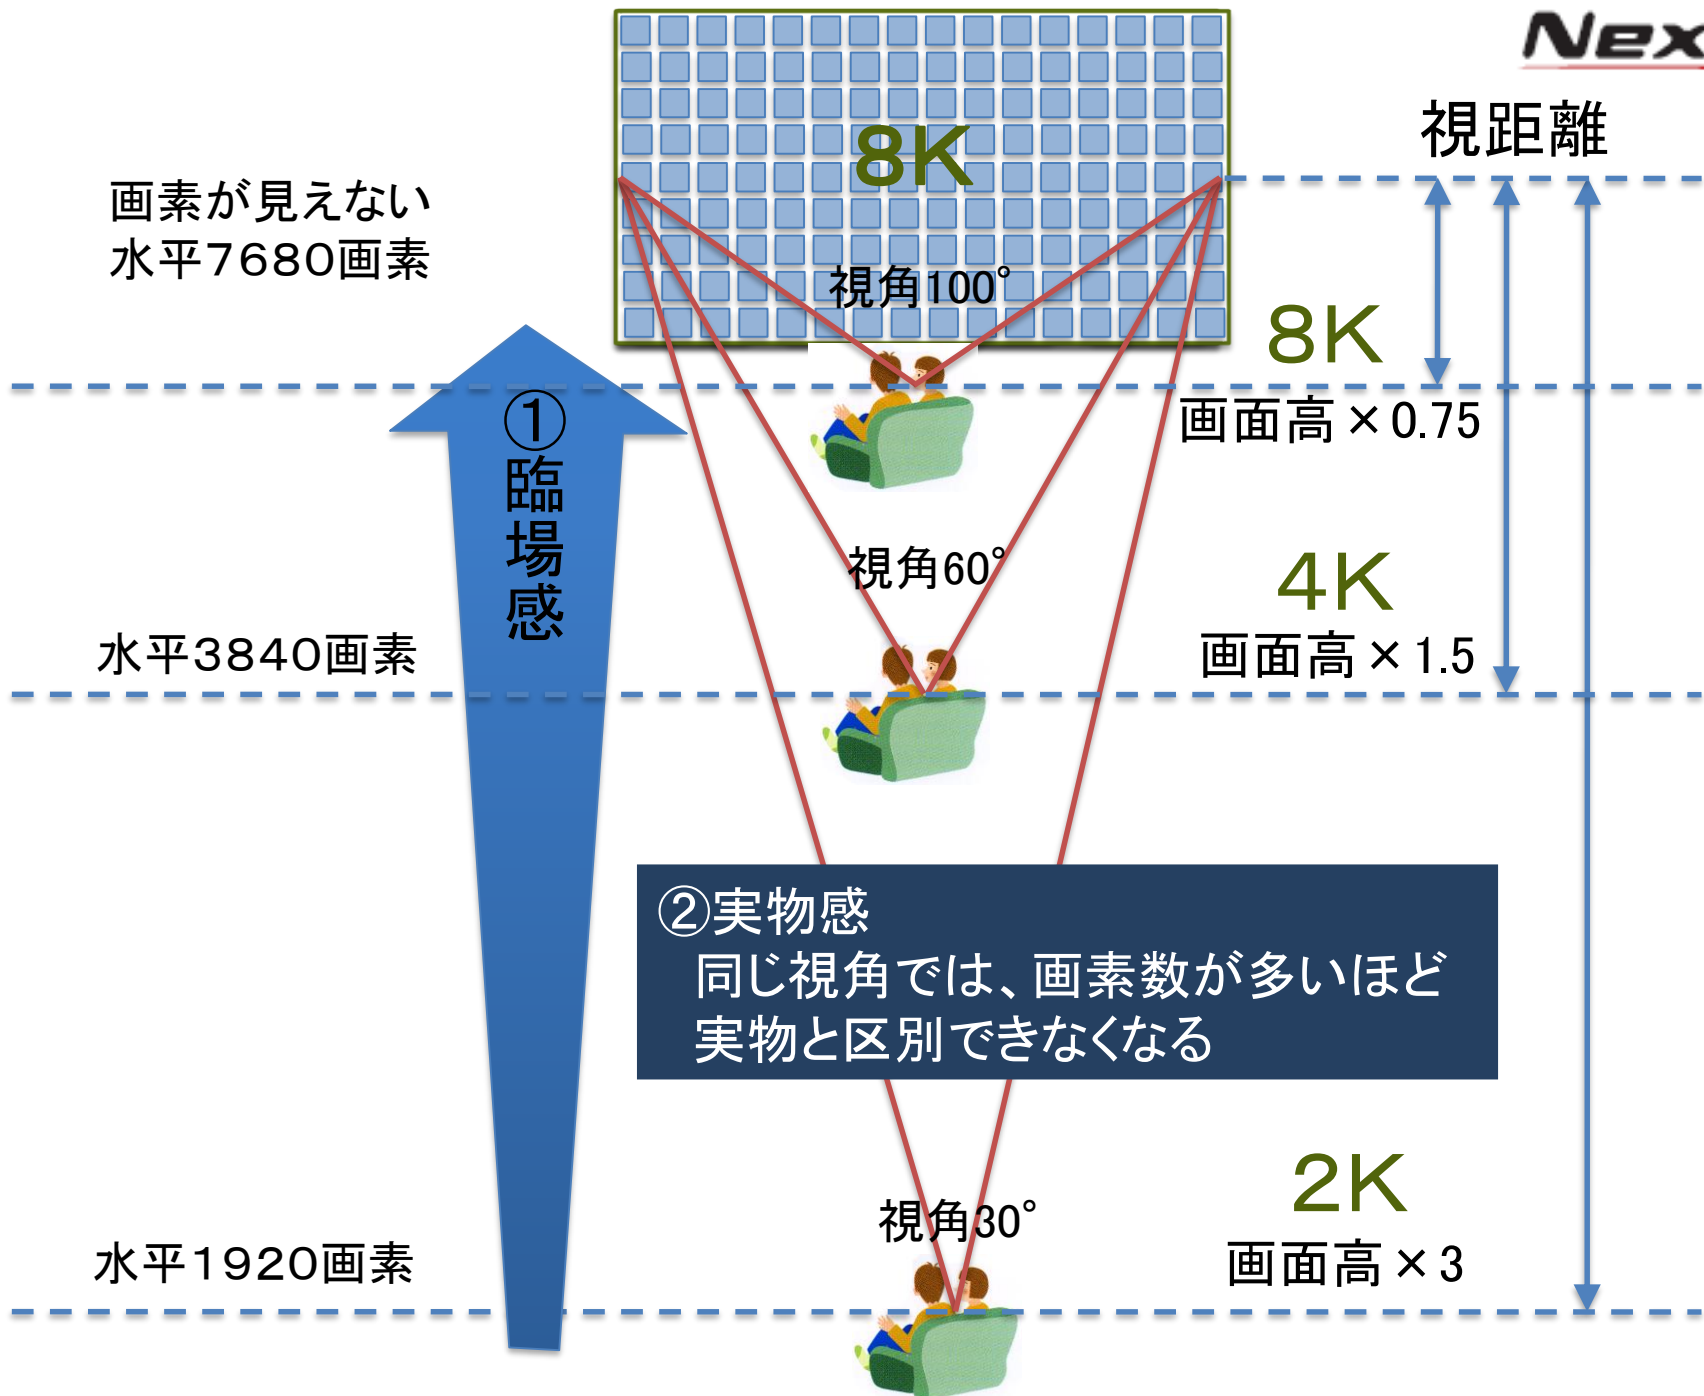 Nex
視距離
8K
画素が見えない
水平7680画素
視角100°
8K
画面高×0.75
①臨場感
視角60°
4K
画面高×1.5
水平3840画素
②実物感
同じ視角では、画素数が多いほど
実物と区別できなくなる
2K
視角30°
画面高×3
水平1920画素